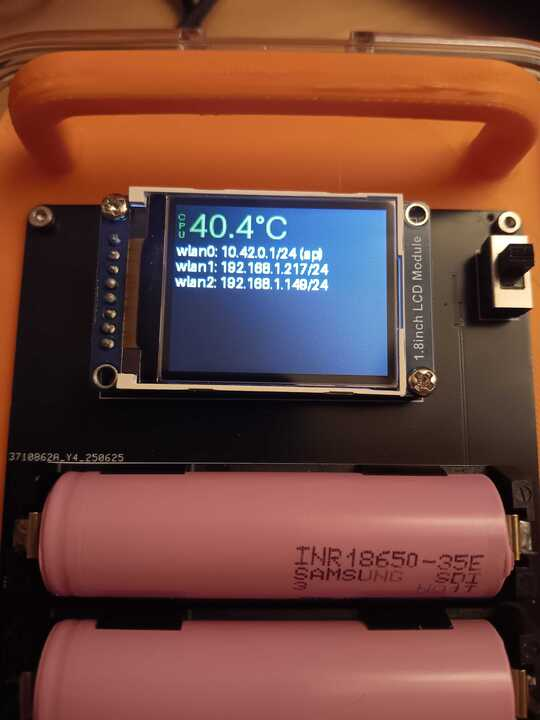 CPU 40.4°C
wlan0: 10.42.0.1/24 (ap)
wlan1: 192.168.1.217/24
wlan2: 192.168.1.149/24
1.8inch LCD Module
3710862A_Y4_250625
INR18650-35E
SAMSUNG SDI
3